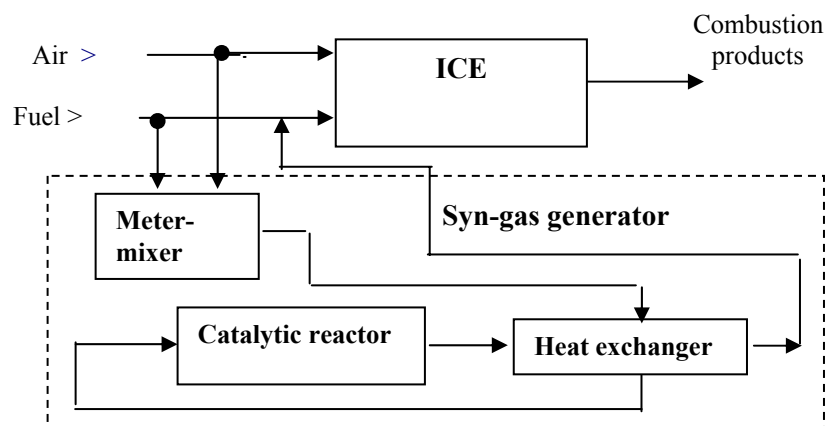 Combustion
products
Air >
ICE
Fuel >
Meter-
mixer
Syn-gas generator
Catalytic reactor
Heat exchanger